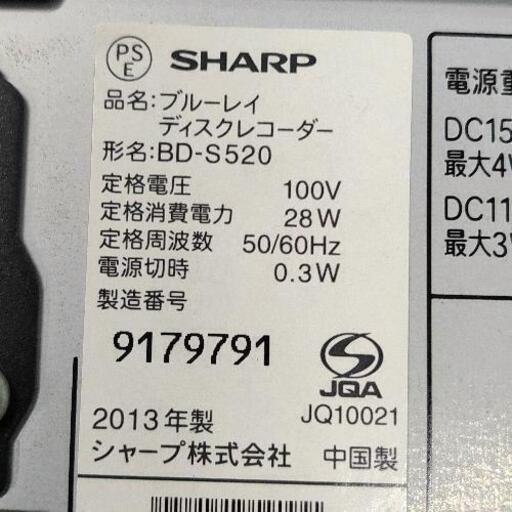 PS
E
SHARP
品名:ブルーレイ
ディスクレコーダー
形名:BD-S520
定格電圧 100V
定格消費電力 28W
定格周波数 50/60Hz
電源切時 0.3W
製造番号
9179791
JQA
JQ10021
2013年製
シャープ株式会社 中国製
電源重
DC15
最大4W
DC11
最大3W